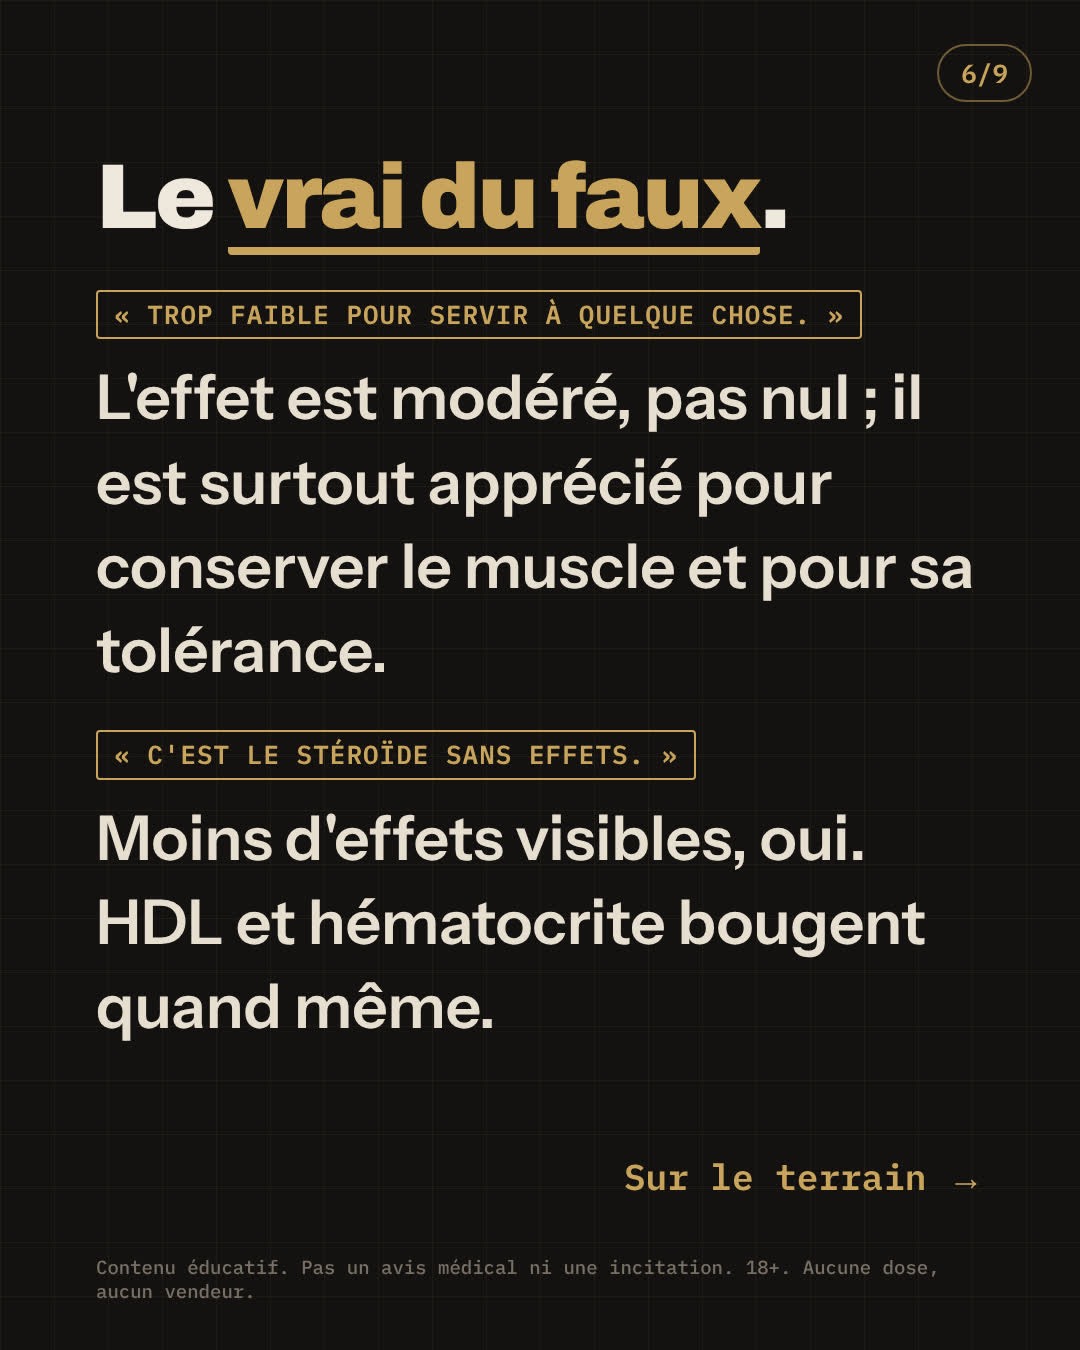 6/9
Le vrai du faux.
« TROP FAIBLE POUR SERVIR À QUELQUE CHOSE. »
L'effet est modéré, pas nul ; il
est surtout apprécié pour
conserver le muscle et pour sa
tolérance.
« C'EST LE STÉROÏDE SANS EFFETS. »
Moins d'effets visibles, oui.
HDL et hématocrite bougent
quand même.
Sur le terrain →
Contenu éducatif. Pas un avis médical ni une incitation. 18+. Aucune dose,
aucun vendeur.